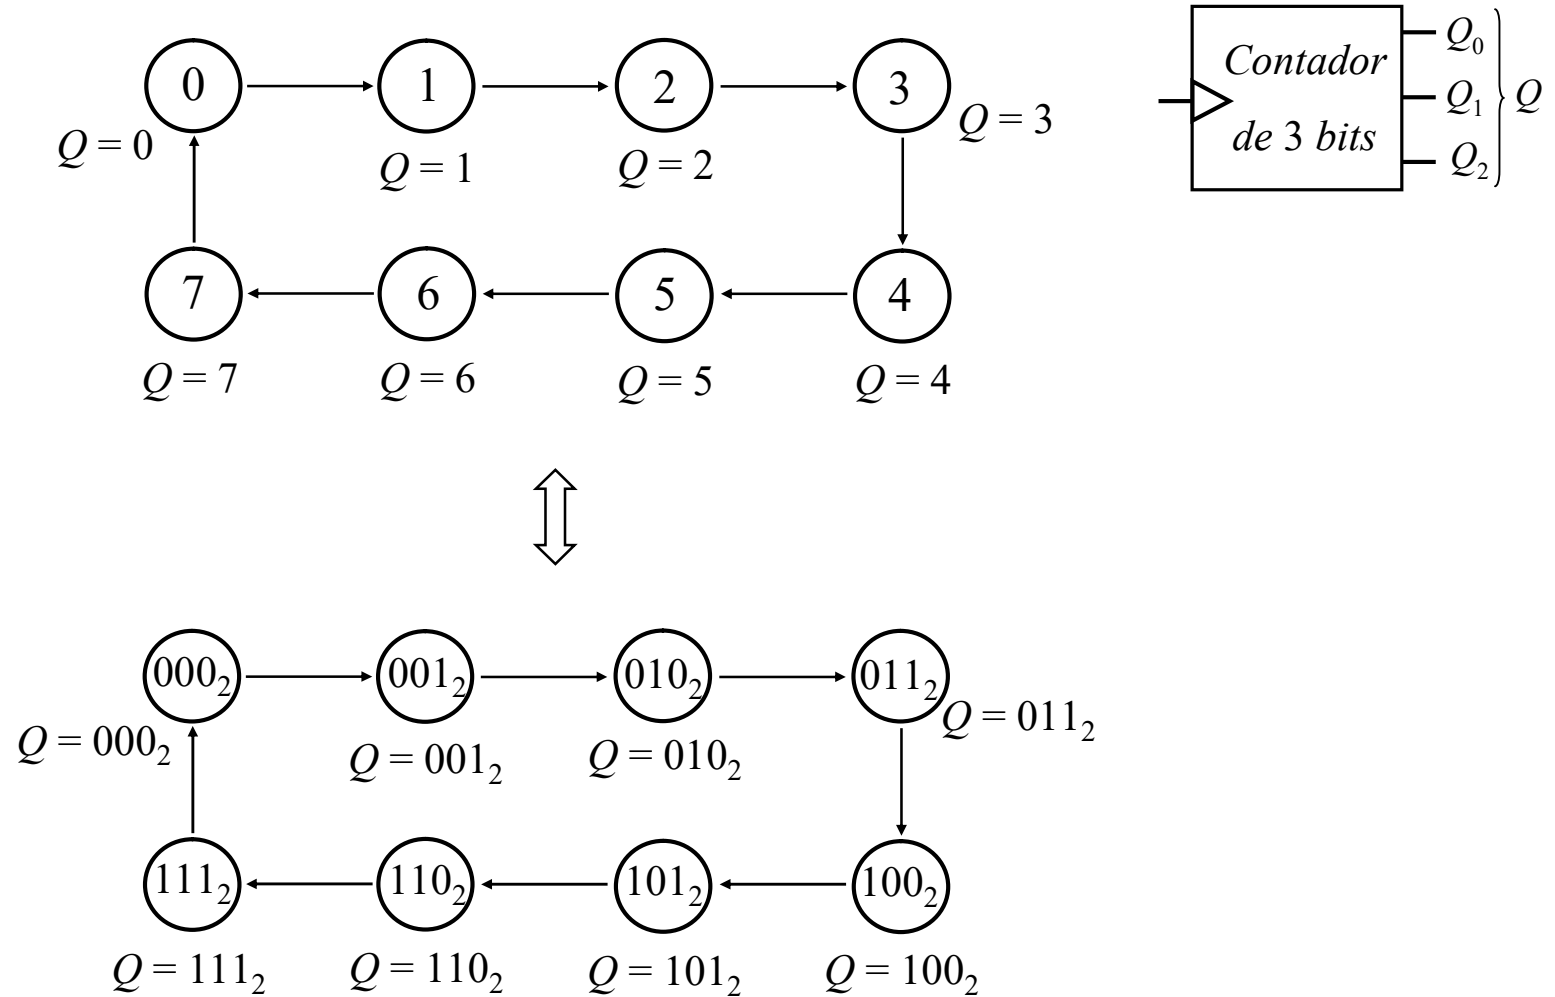 0 1 2 3
Q = 0
Q = 1
Q = 2
Q = 3
7 6 5 4
Q = 7
Q = 6
Q = 5
Q = 4
Contador
de 3 bits
Q₀
Q₁
Q₂
Q
000₂ 001₂ 010₂ 011₂
Q = 000₂
Q = 001₂
Q = 010₂
Q = 011₂
111₂ 110₂ 101₂ 100₂
Q = 111₂
Q = 110₂
Q = 101₂
Q = 100₂